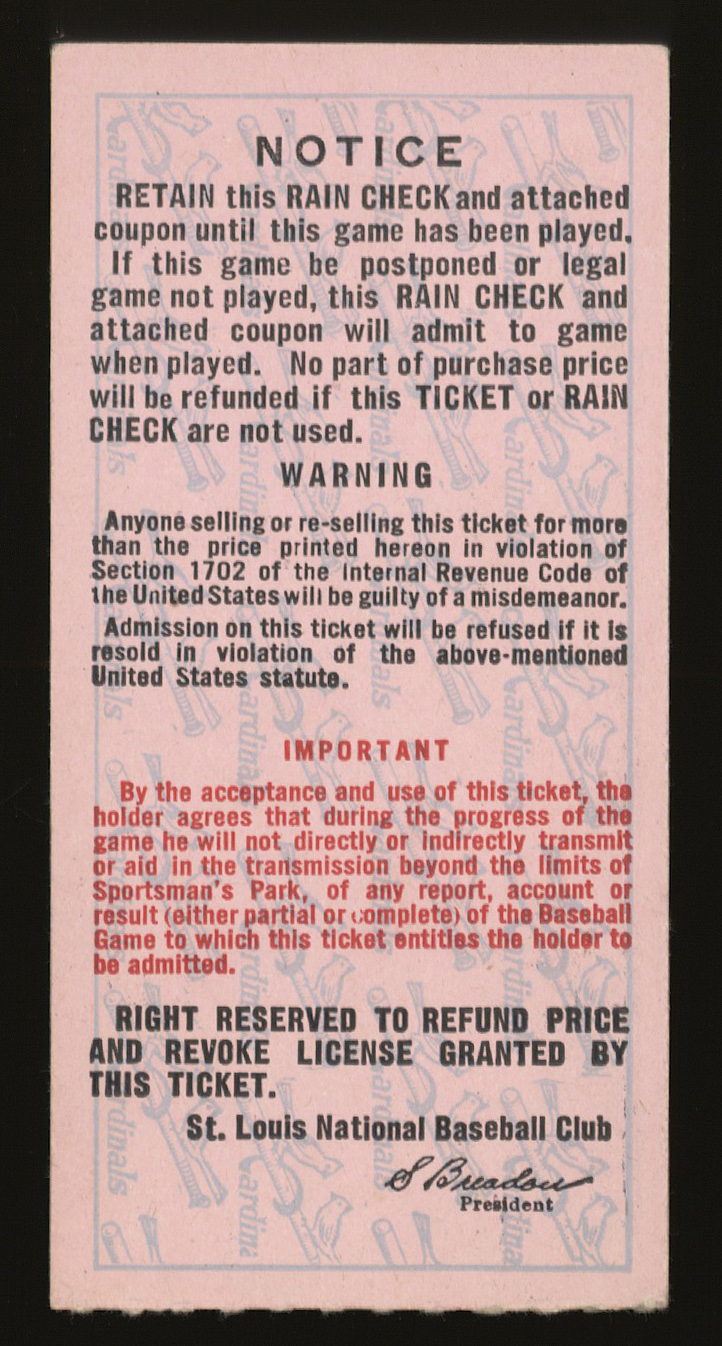 NOTICE
RETAIN this RAIN CHECK and attached
coupon until this game has been played.
If this game be postponed or legal
game not played, this RAIN CHECK and
attached coupon will admit to game
when played. No part of purchase price
will be refunded if this TICKET or RAIN
CHECK are not used.
WARNING
Anyone selling or re-selling this ticket for more
than the price printed hereon in violation of
Section 1702 of the Internal Revenue Code of
the United States will be guilty of a misdemeanor.
Admission on this ticket will be refused if it is
resold in violation of the above-mentioned
United States statute.
IMPORTANT
By the acceptance and use of this ticket, the
holder agrees that during the progress of the
game he will not directly or indirectly transmit
or aid in the transmission beyond the limits of
Sportsman's Park, of any report, account or
result (either partial or complete) of the Baseball
Game to which this ticket entitles the holder to
be admitted.
RIGHT RESERVED TO REFUND PRICE
AND REVOKE LICENSE GRANTED BY
THIS TICKET.
St. Louis National Baseball Club
S Breadon
President